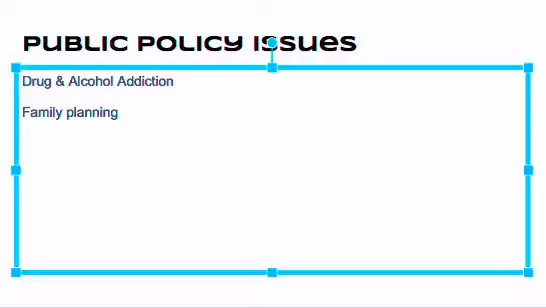 PUBLIC POLICY ISSUES
Drug & Alcohol Addiction
Family planning